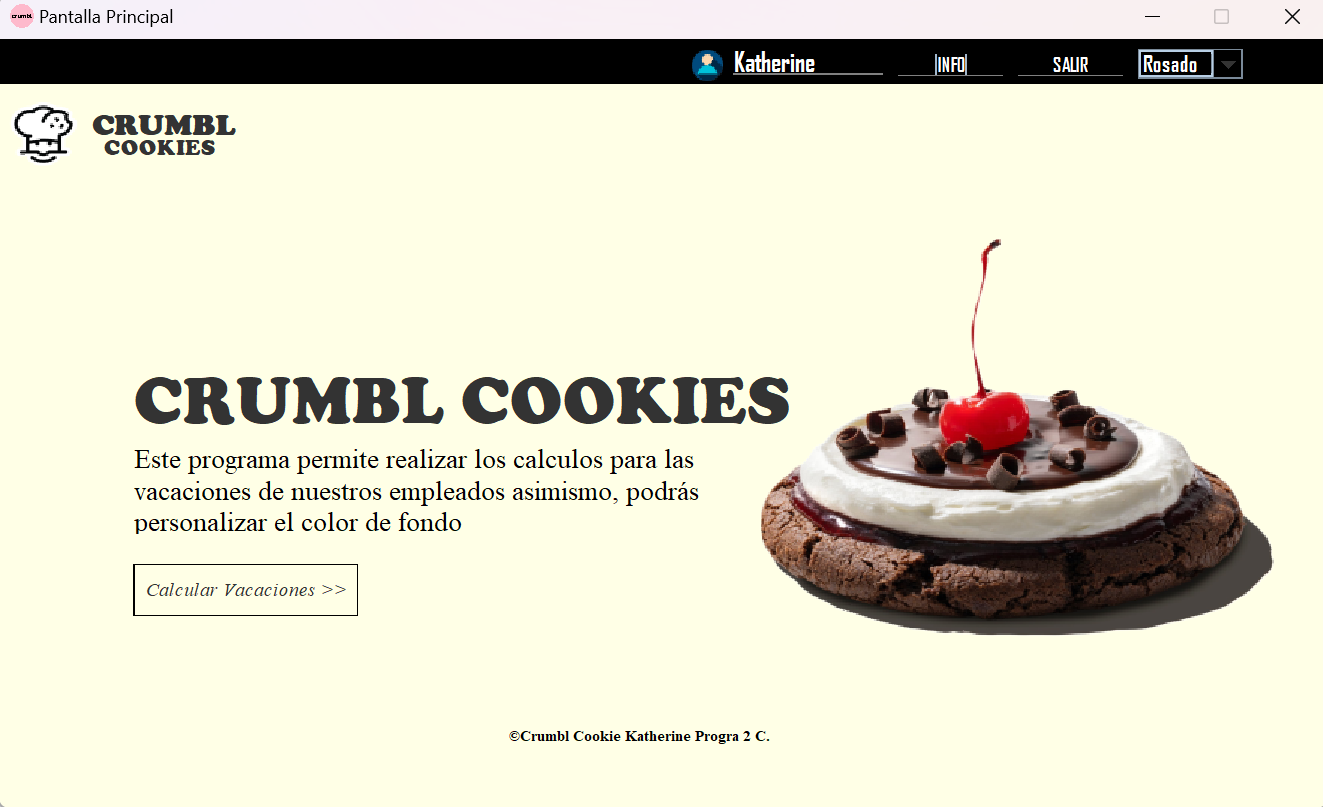 crumbl Pantalla Principal
Katherine INFO SALIR Rosado
CRUMBL
COOKIES
CRUMBL COOKIES
Este programa permite realizar los calculos para las
vacaciones de nuestros empleados asimismo, podrás
personalizar el color de fondo
Calcular Vacaciones >>
©Crumbl Cookie Katherine Progra 2 C.